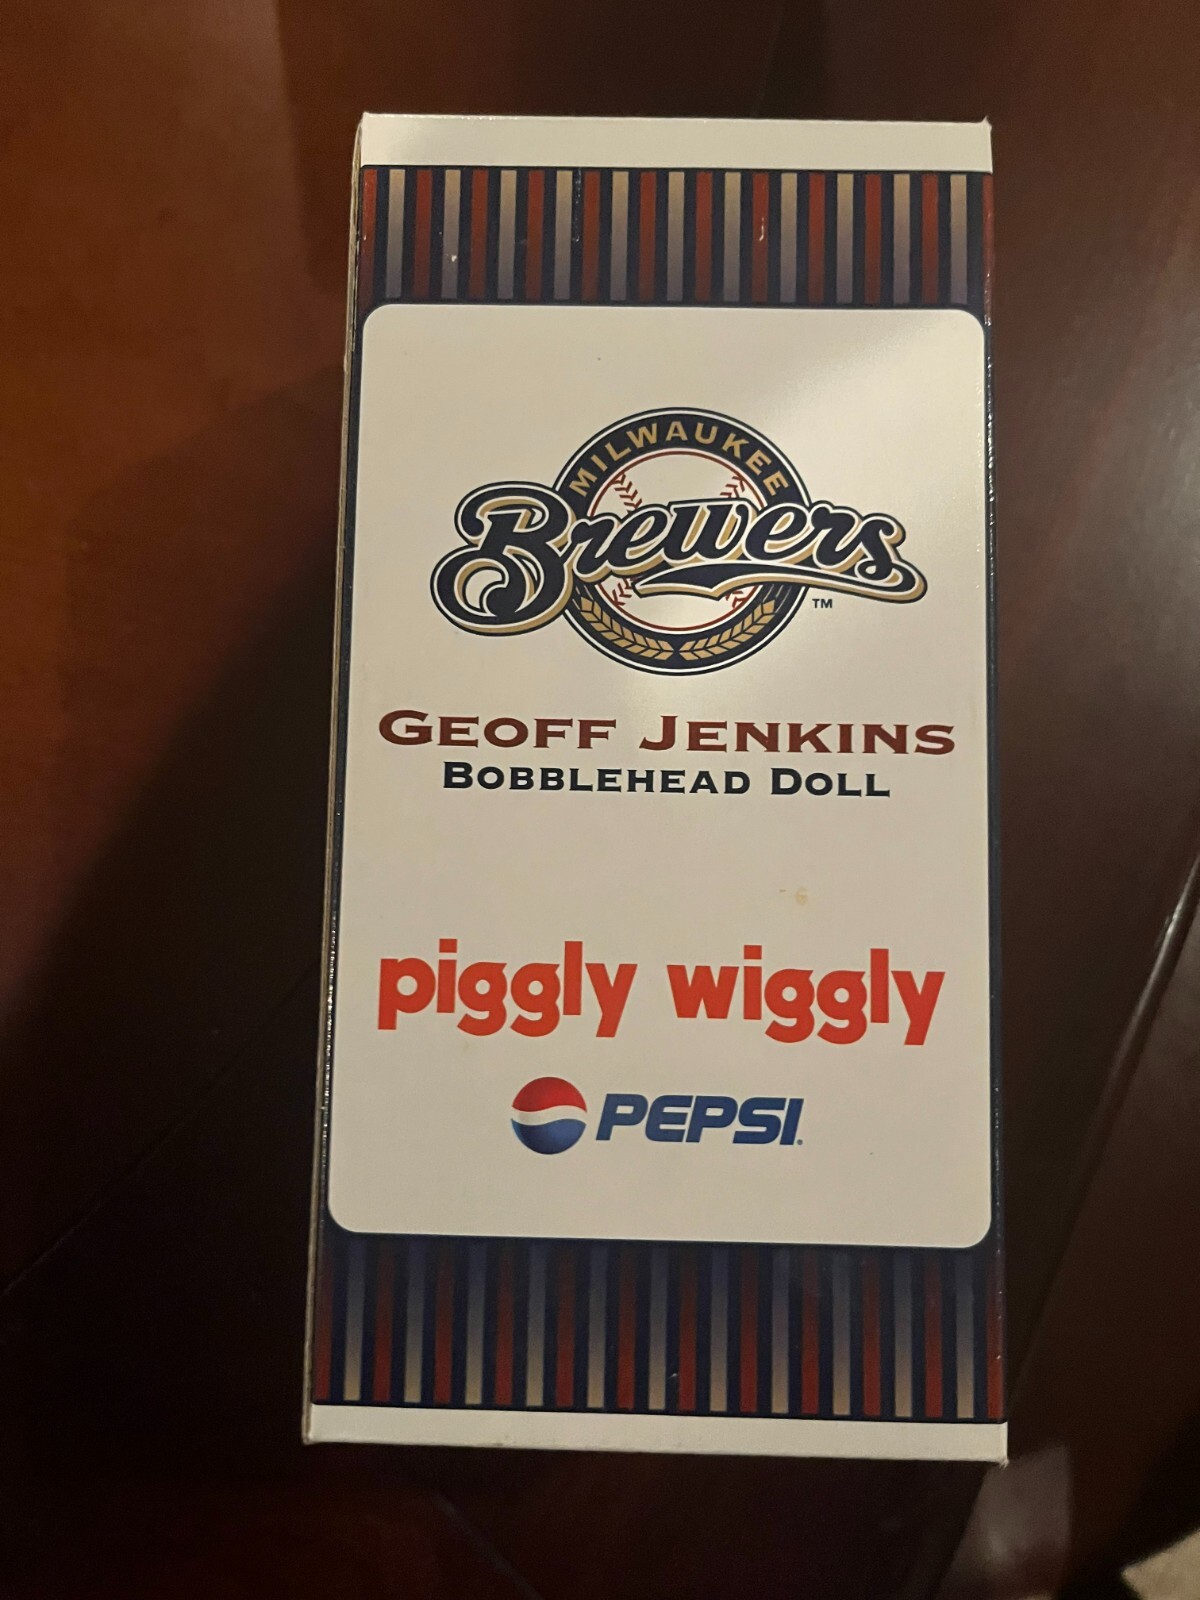 MILWAUKEE
Brewers
TM
GEOFF JENKINS
BOBBLEHEAD DOLL
piggly wiggly
PEPSI